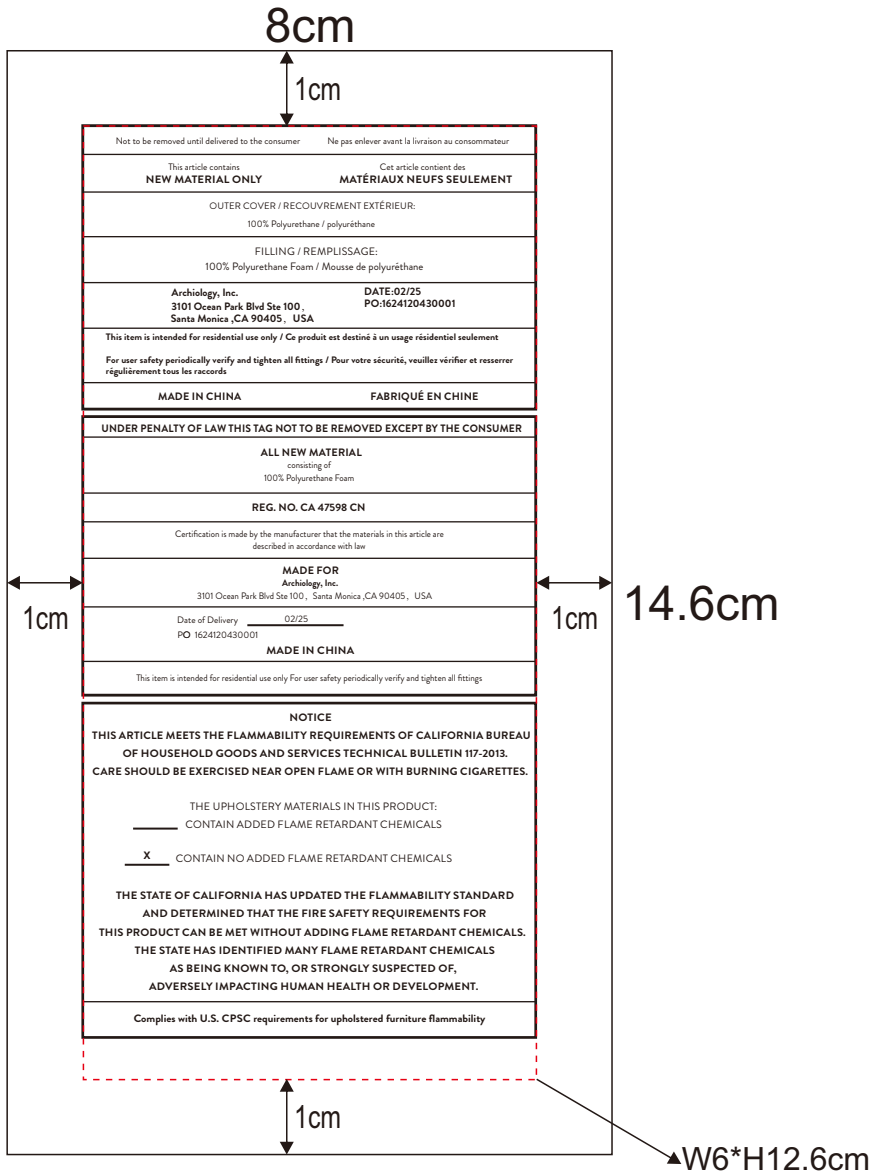 8cm
1cm
Not to be removed until delivered to the consumer Ne pas enlever avant la livraison au consommateur
This article contains Cet article contient des
NEW MATERIAL ONLY MATÉRIAUX NEUFS SEULEMENT
OUTER COVER / RECOUVREMENT EXTÉRIEUR:
100% Polyurethane / polyuréthane
FILLING / REMPLISSAGE:
100% Polyurethane Foam / Mousse de polyuréthane
Archiology, Inc. DATE:02/25
3101 Ocean Park Blvd Ste 100 , PO:1624120430001
Santa Monica ,CA 90405 , USA
This item is intended for residential use only / Ce produit est destiné à un usage résidentiel seulement
For user safety periodically verify and tighten all fittings / Pour votre sécurité, veuillez vérifier et resserrer
régulièrement tous les raccords
MADE IN CHINA FABRIQUÉ EN CHINE
UNDER PENALTY OF LAW THIS TAG NOT TO BE REMOVED EXCEPT BY THE CONSUMER
ALL NEW MATERIAL
consisting of
100% Polyurethane Foam
REG. NO. CA 47598 CN
Certification is made by the manufacturer that the materials in this article are
described in accordance with law
MADE FOR
Archiology, Inc.
3101 Ocean Park Blvd Ste 100 , Santa Monica ,CA 90405 , USA
1cm
1cm
14.6cm
Date of Delivery 02/25
PO 1624120430001
MADE IN CHINA
This item is intended for residential use only For user safety periodically verify and tighten all fittings
NOTICE
THIS ARTICLE MEETS THE FLAMMABILITY REQUIREMENTS OF CALIFORNIA BUREAU
OF HOUSEHOLD GOODS AND SERVICES TECHNICAL BULLETIN 117-2013.
CARE SHOULD BE EXERCISED NEAR OPEN FLAME OR WITH BURNING CIGARETTES.
THE UPHOLSTERY MATERIALS IN THIS PRODUCT:
CONTAIN ADDED FLAME RETARDANT CHEMICALS
X CONTAIN NO ADDED FLAME RETARDANT CHEMICALS
THE STATE OF CALIFORNIA HAS UPDATED THE FLAMMABILITY STANDARD
AND DETERMINED THAT THE FIRE SAFETY REQUIREMENTS FOR
THIS PRODUCT CAN BE MET WITHOUT ADDING FLAME RETARDANT CHEMICALS.
THE STATE HAS IDENTIFIED MANY FLAME RETARDANT CHEMICALS
AS BEING KNOWN TO, OR STRONGLY SUSPECTED OF,
ADVERSELY IMPACTING HUMAN HEALTH OR DEVELOPMENT.
Complies with U.S. CPSC requirements for upholstered furniture flammability
1cm
W6*H12.6cm